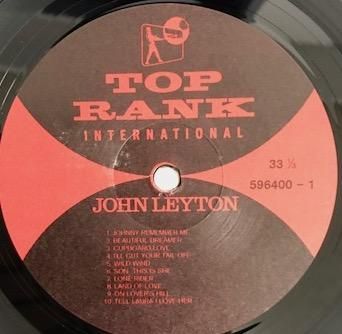 TOP
RANK
INTERNATIONAL
33 ⅓
596400 - 1
JOHN LEYTON
1 JOHNNY REMEMBER ME
2 BEAUTIFUL DREAMER
3 CUPBOARD LOVE
4 I'LL CUT YOUR TAIL OFF
5 WILD WIND
6 SON, THIS IS SHE
7 LONE RIDER
8 LAND OF LOVE
9 ON LOVER'S HILL
10 TELL LAURA I LOVE HER